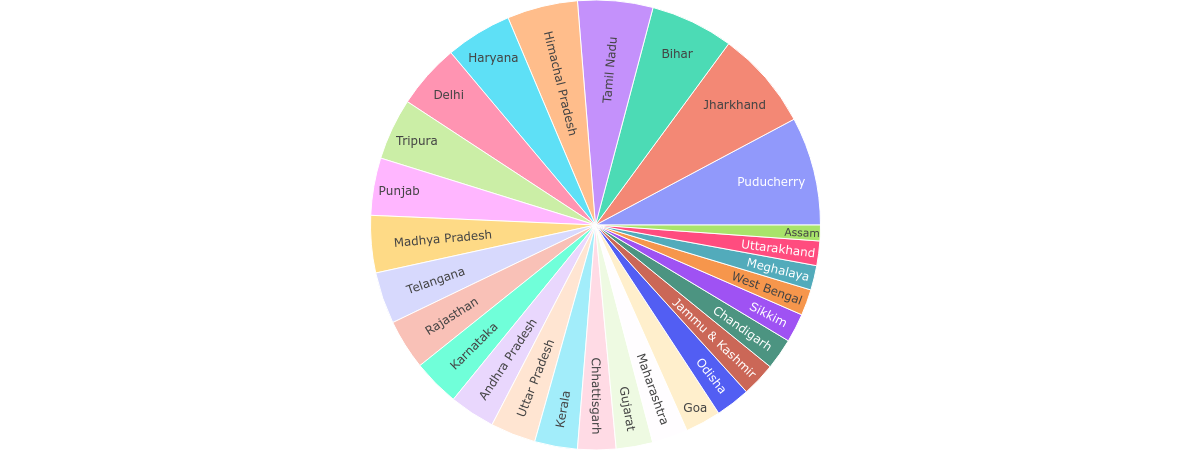 Puducherry
Jharkhand
Bihar
Tamil Nadu
Himachal Pradesh
Haryana
Delhi
Tripura
Punjab
Madhya Pradesh
Telangana
Rajasthan
Karnataka
Andhra Pradesh
Uttar Pradesh
Kerala
Chhattisgarh
Gujarat
Maharashtra
Goa
Odisha
Jammu & Kashmir
Chandigarh
Sikkim
West Bengal
Meghalaya
Uttarakhand
Assam